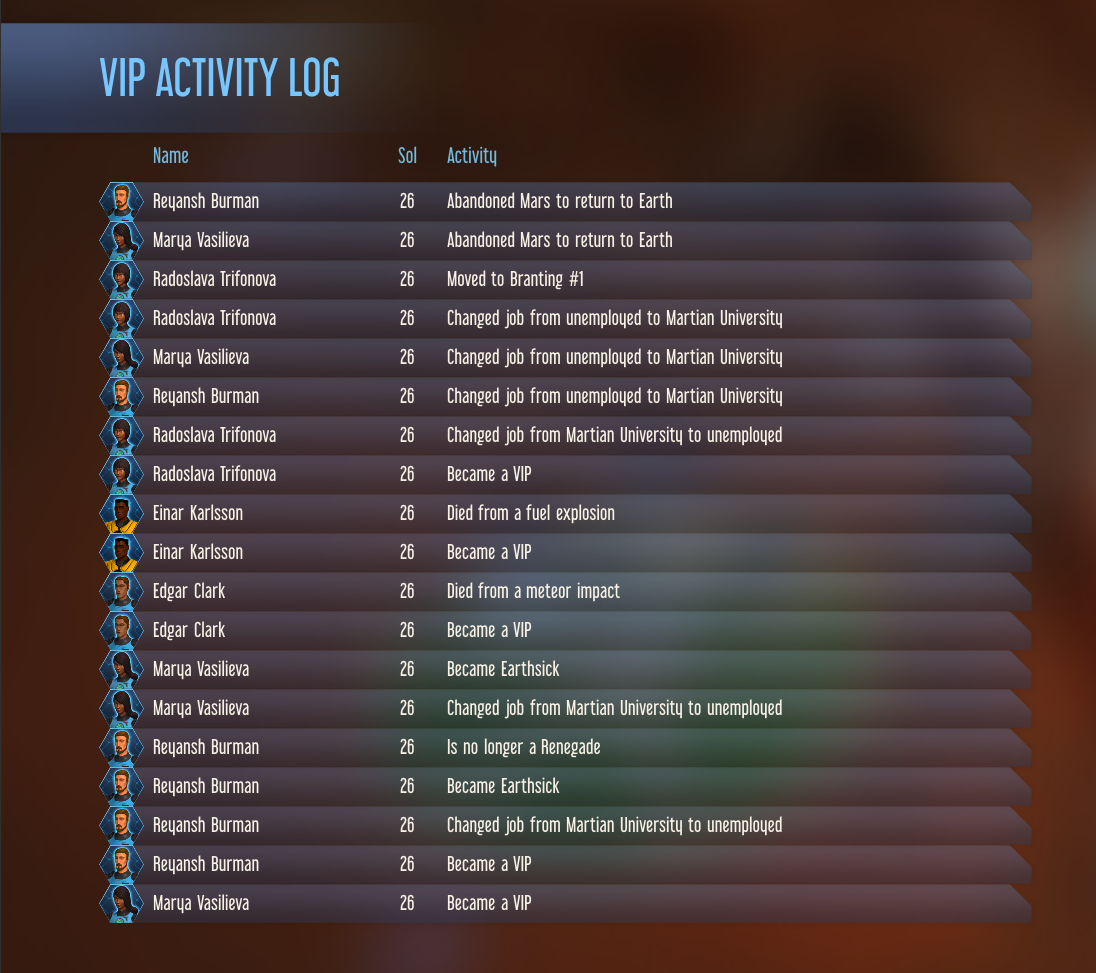 VIP ACTIVITY LOG
Name Sol Activity
Reyansh Burman 26 Abandoned Mars to return to Earth
Marya Vasilieva 26 Abandoned Mars to return to Earth
Radoslava Trifonova 26 Moved to Branting #1
Radoslava Trifonova 26 Changed job from unemployed to Martian University
Marya Vasilieva 26 Changed job from unemployed to Martian University
Reyansh Burman 26 Changed job from unemployed to Martian University
Radoslava Trifonova 26 Changed job from Martian University to unemployed
Radoslava Trifonova 26 Became a VIP
Einar Karlsson 26 Died from a fuel explosion
Einar Karlsson 26 Became a VIP
Edgar Clark 26 Died from a meteor impact
Edgar Clark 26 Became a VIP
Marya Vasilieva 26 Became Earthsick
Marya Vasilieva 26 Changed job from Martian University to unemployed
Reyansh Burman 26 Is no longer a Renegade
Reyansh Burman 26 Became Earthsick
Reyansh Burman 26 Changed job from Martian University to unemployed
Reyansh Burman 26 Became a VIP
Marya Vasilieva 26 Became a VIP